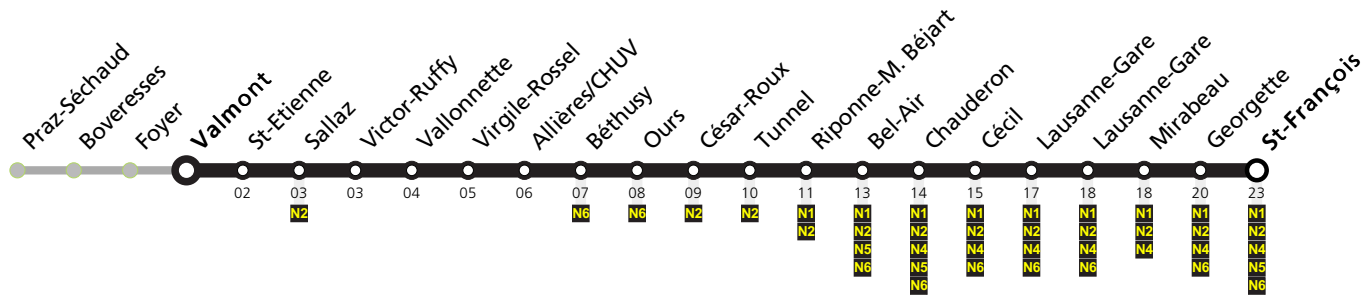 Praz-Séchaud
Boveresses
Foyer
Valmont
St-Etienne
Sallaz
Victor-Ruffy
Vallonnette
Virgile-Rossel
Allières/CHUV
Béthusy
Ours
César-Roux
Tunnel
Riponne-M. Béjart
Bel-Air
Chauderon
Cécil
Lausanne-Gare
Lausanne-Gare
Mirabeau
Georgette
St-François
02 03 03 04 05 06 07 08 09 10 11 13 14 15 17 18 18 20 23
N2 N6 N6 N2 N2 N1 N1 N1 N1 N1 N1 N1 N1 N1
N2 N2 N2 N2 N2 N2 N2 N2 N2
N5 N4 N4 N4 N4 N4 N4 N4
N6 N5 N6 N6 N6 N6 N5
N6 N6